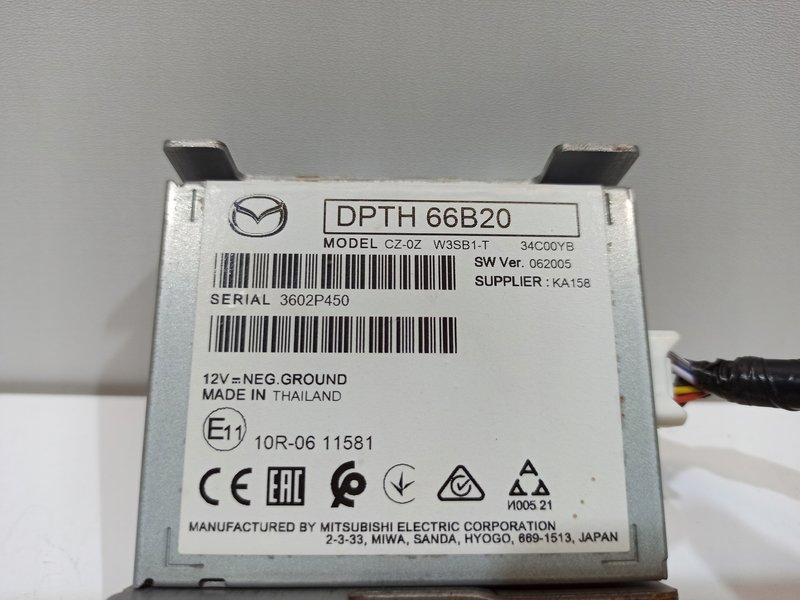 DPTH 66B20
MODEL CZ-0Z W3SB1-T 34C00YB
SW Ver. 062005
SUPPLIER : KA158
SERIAL 3602P450
12V⎓NEG.GROUND
MADE IN THAILAND
E11 10R-06 11581
CE EAC
A
И005 21
MANUFACTURED BY MITSUBISHI ELECTRIC CORPORATION
2-3-33, MIWA, SANDA, HYOGO, 669-1513, JAPAN